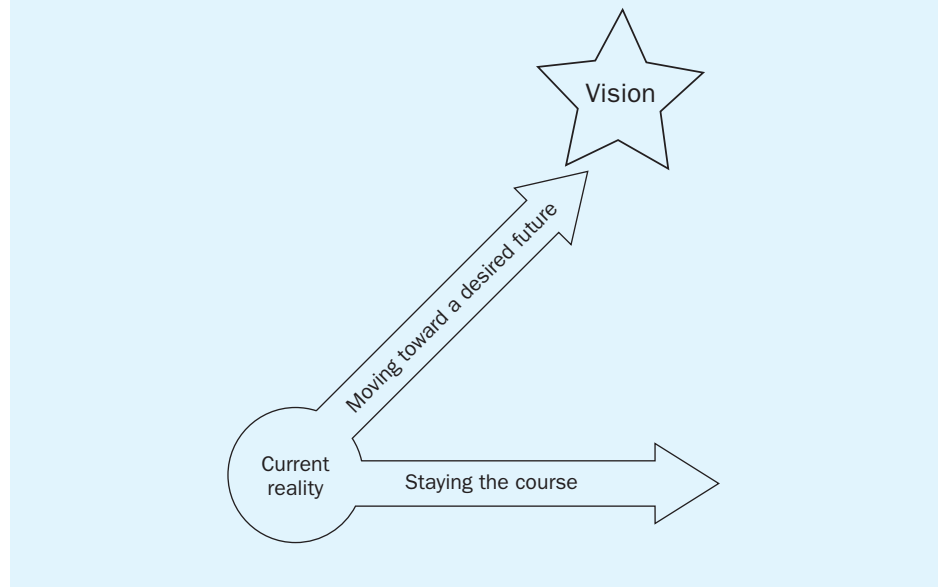 Vision
Moving toward a desired future
Current
reality
Staying the course